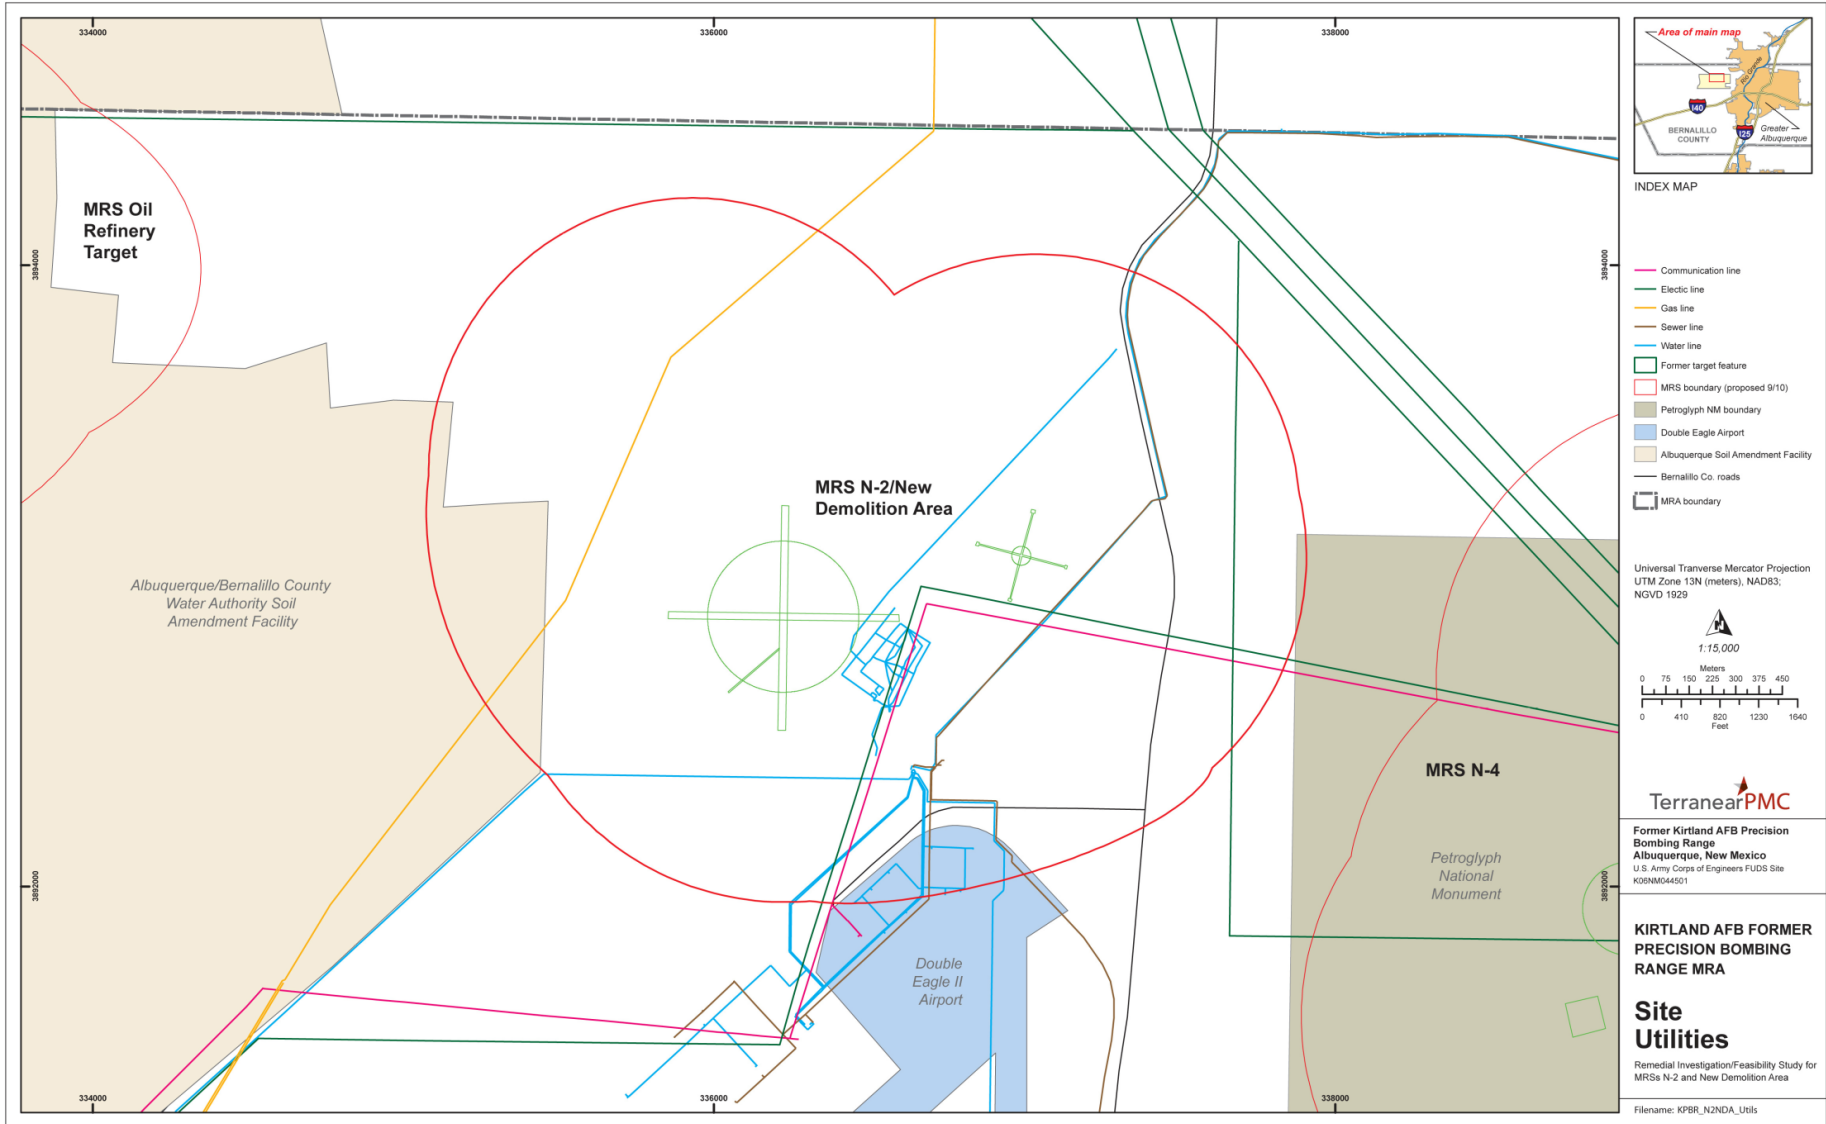 334000
336000
338000
3894000
3894000
3892000
3892000
334000
336000
338000
MRS Oil
Refinery
Target
MRS N-2/New
Demolition Area
Albuquerque/Bernalillo County
Water Authority Soil
Amendment Facility
MRS N-4
Petroglyph
National
Monument
Double
Eagle II
Airport
Area of main map
Rio Grande
140
125
BERNALILLO
COUNTY
Greater
Albuquerque
INDEX MAP
Communication line
Electic line
Gas line
Sewer line
Water line
Former target feature
MRS boundary (proposed 9/10)
Petroglyph NM boundary
Double Eagle Airport
Albuquerque Soil Amendment Facility
Bernalillo Co. roads
MRA boundary
Universal Tranverse Mercator Projection
UTM Zone 13N (meters), NAD83;
NGVD 1929
N
1:15,000
Meters
0 75 150 225 300 375 450
0 410 820 1230 1640
Feet
TerranearPMC
Former Kirtland AFB Precision
Bombing Range
Albuquerque, New Mexico
U.S. Army Corps of Engineers FUDS Site
K06NM044501
KIRTLAND AFB FORMER
PRECISION BOMBING
RANGE MRA
Site
Utilities
Remedial Investigation/Feasibility Study for
MRSs N-2 and New Demolition Area
Filename: KPBR_N2NDA_Utils